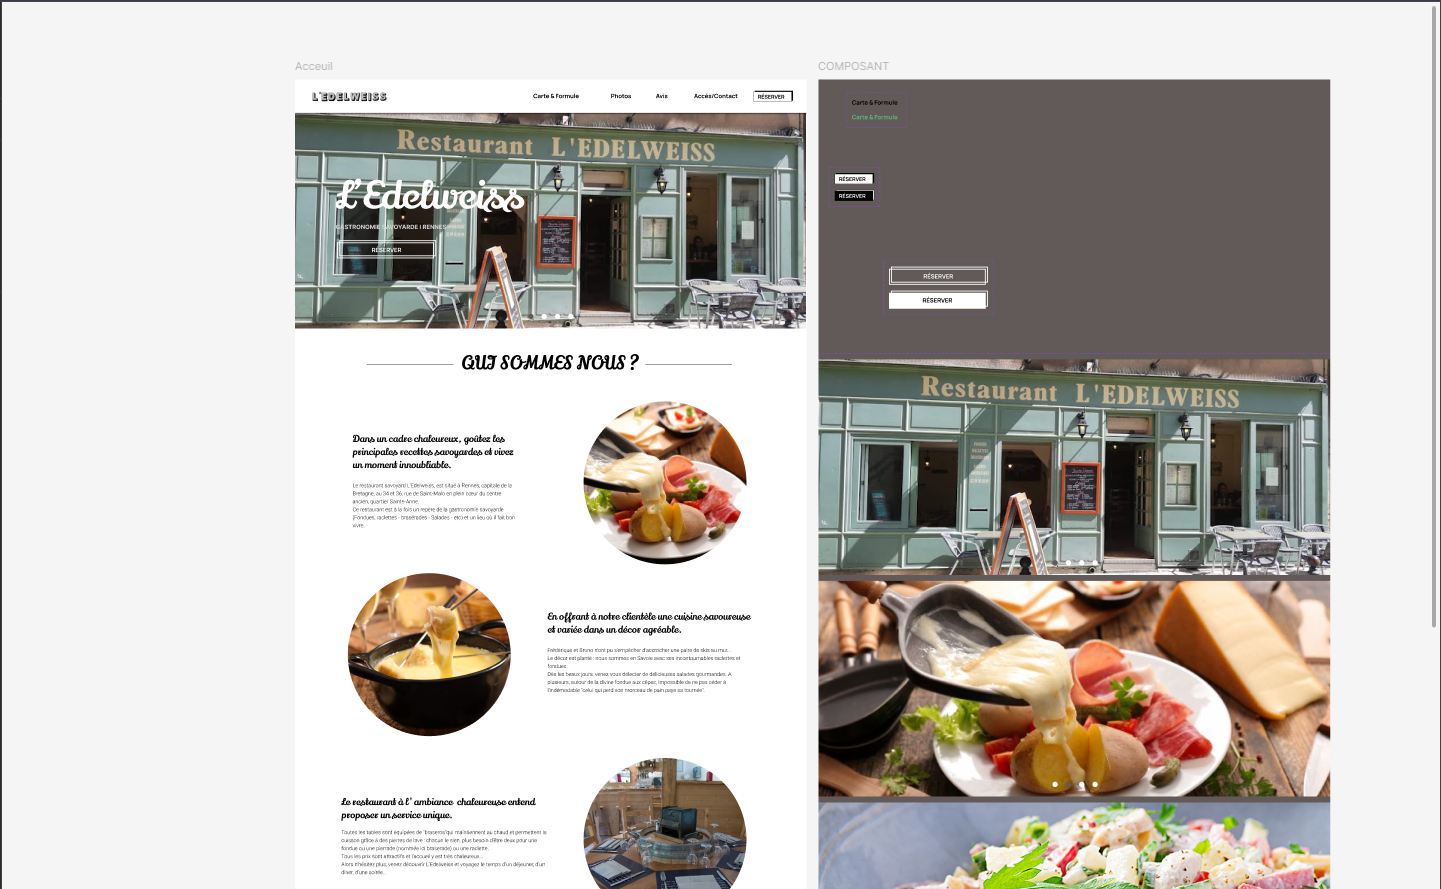 Acceuil
COMPOSANT
L'EDELWEISS
Carte & Formule
Photos
Avis
Accès/Contact
RÉSERVER
Restaurant L'EDELWEISS
L'Edelweiss
GASTRONOMIE SAVOYARDE I RENNES
RÉSERVER
QUI SOMMES NOUS ?
Dans un cadre chaleureux, goûtez les
principales recettes savoyardes et vivez
un moment innoubliable.
Le restaurant savoyard L'Edelweiss, est situé à Rennes, capitale de la
Bretagne, au 34 et 36, rue de Saint-Malo en plein cœur du centre
ancien, quartier Sainte-Anne.
Ce restaurant est à la fois un repère de la gastronomie savoyarde
(Fondues, raclettes - brasérades - Salades - etc) et un lieu où il fait bon
vivre.
En offrant à notre clientèle une cuisine savoureuse
et variée dans un décor agréable.
Frédérique et Bruno n'ont pu s'empêcher d'accrocher une paire de skis au mur...
Le décor est planté : nous sommes en Savoie avec ses incontournables raclettes et
fondues.
Dès les beaux jours, venez vous délecter de délicieuses salades gourmandes. A
plusieurs, autour de la divine fondue aux cèpes, impossible de ne pas céder à
l'indémodable "celui qui perd son morceau de pain paye sa tournée".
Le restaurant à l' ambiance chaleureuse entend
proposer un service unique.
Toutes les tables sont équipées de "braseros" qui maintiennent au chaud et permettent la
cuisson grâce à des pierres de lave : chacun le sien, plus besoin d'être deux pour une
fondue ou une pierrade (nommée ici braserade) ou une raclette.
Tous les prix sont attractifs et l'accueil y est très chaleureux...
Alors n'hésitez plus, venez découvrir L'Edelweiss et voyagez le temps d'un déjeuner, d'un
dîner, d'une soirée...
Carte & Formule
Carte & Formule
RÉSERVER
RÉSERVER
RÉSERVER
RÉSERVER
Restaurant L'EDELWEISS